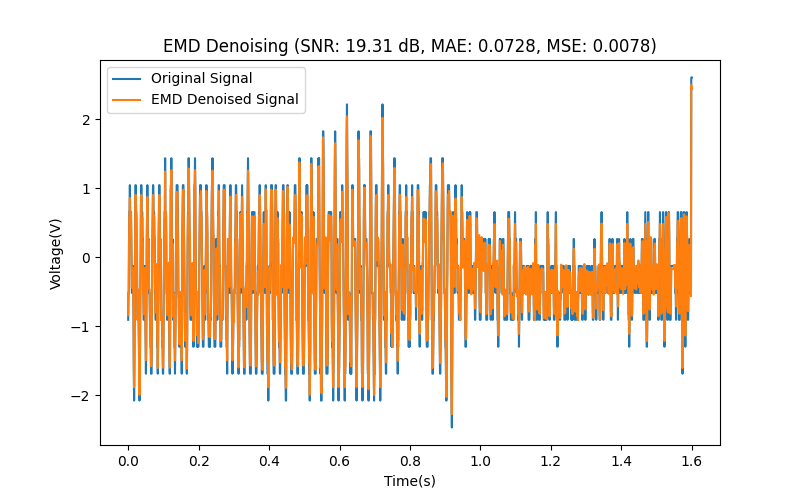 EMD Denoising (SNR: 19.31 dB, MAE: 0.0728, MSE: 0.0078)
Original Signal
EMD Denoised Signal
2
1
0
−1
−2
Voltage(V)
0.0 0.2 0.4 0.6 0.8 1.0 1.2 1.4 1.6
Time(s)